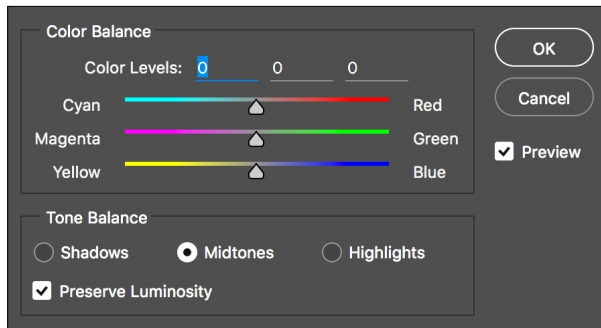 Color Balance
Color Levels: 0 0 0
Cyan Red
Magenta Green
Yellow Blue
Tone Balance
Shadows Midtones Highlights
Preserve Luminosity
OK
Cancel
Preview